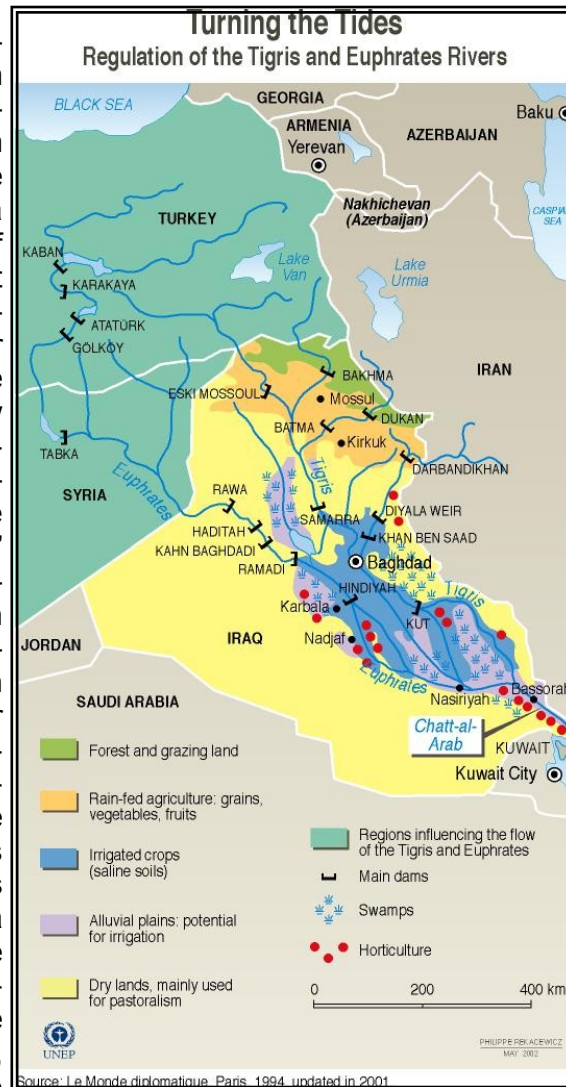 Turning the Tides
Regulation of the Tigris and Euphrates Rivers
BLACK SEA
GEORGIA
Baku
ARMENIA
Yerevan
AZERBAIJAN
Nakhichevan
(Azerbaijan)
CASPIAN
SEA
TURKEY
KABAN
KARAKAYA
Lake
Van
Lake
Urmia
ATATÜRK
GÖLKÖY
IRAN
BAKHMA
ESKI MOSSOUL
Mossul
DUKAN
BATMA
Kirkuk
TABKA
DARBANDIKHAN
Euphrates
Tigris
SYRIA
RAWA
SAMARRA
DIYALA WEIR
HADITAH
KHAN BEN SAAD
KAHN BAGHDADI
Baghdad
RAMADI
HINDIYAH
Tigris
Karbala
KUT
JORDAN
IRAQ
Nadjaf
Euphrates
Nasiriyah
Bassorah
SAUDI ARABIA
Chatt-al-
Arab
KUWAIT
Kuwait City
Forest and grazing land
Rain-fed agriculture: grains,
vegetables, fruits
Irrigated crops
(saline soils)
Alluvial plains: potential
for irrigation
Dry lands, mainly used
for pastoralism
Regions influencing the flow
of the Tigris and Euphrates
Main dams
Swamps
Horticulture
0 200 400 km
UNEP
PHILIPPE REKACEWICZ
MAY 2002
Source: Le Monde diplomatique, Paris, 1994, updated in 2001